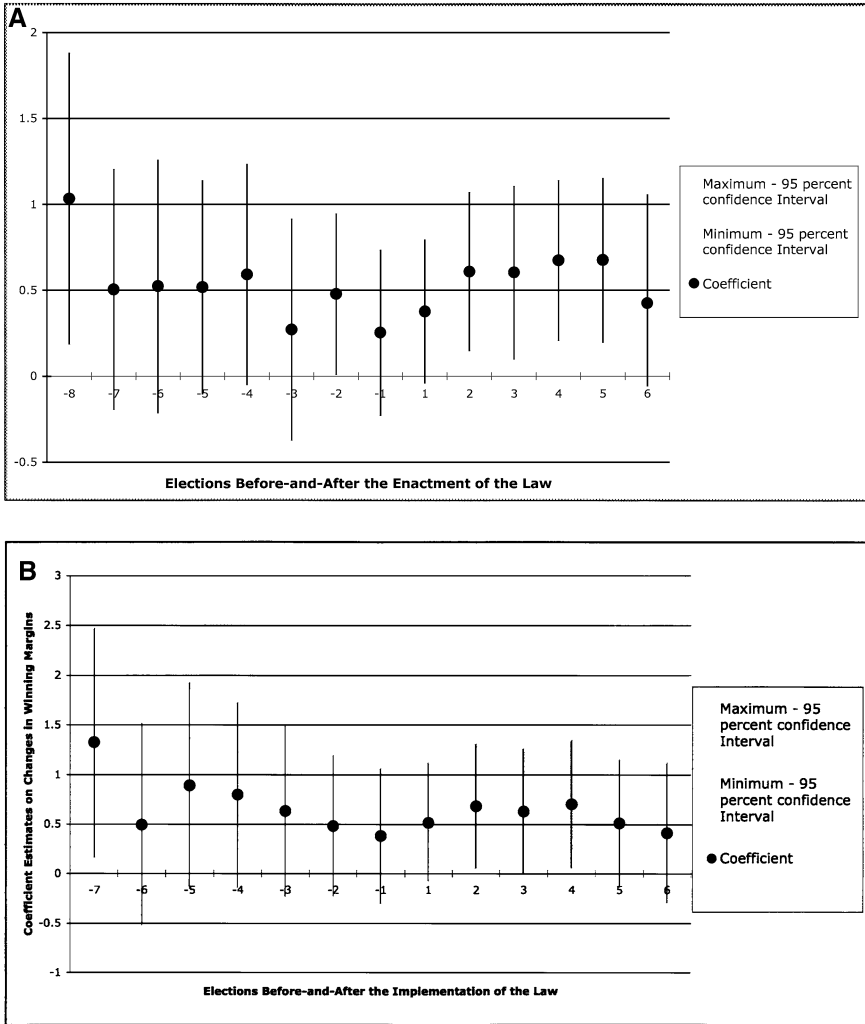 A
2
1.5
1
0.5
0
-0.5
-8 -7 -6 -5 -4 -3 -2 -1 1 2 3 4 5 6
Elections Before-and-After the Enactment of the Law
Maximum - 95 percent
confidence Interval
Minimum - 95 percent
confidence Interval
Coefficient
B
Coefficient Estimates on Changes in Winning Margins
3
2.5
2
1.5
1
0.5
0
-0.5
-1
-7 -6 -5 -4 -3 -2 -1 1 2 3 4 5 6
Elections Before-and-After the Implementation of the Law
Maximum - 95
percent confidence
Interval
Minimum - 95
percent confidence
Interval
Coefficient